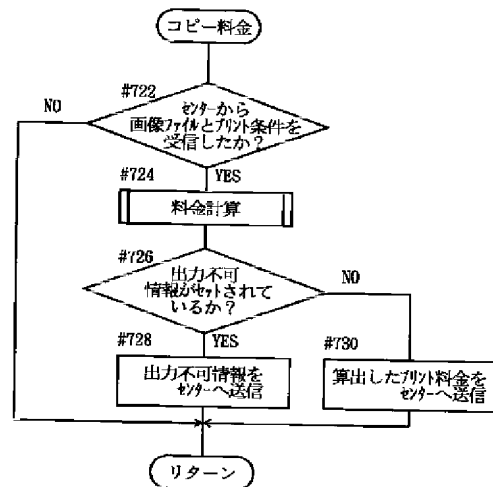 コピー料金
#722
NO
センターから
画像ファイルとプリント条件を
受信したか?
#724
YES
料金計算
#726
出力不可
情報がセットされて
いるか?
NO
#728
YES
#730
出力不可情報を
センターへ送信
算出したプリント料金を
センターへ送信
リターン